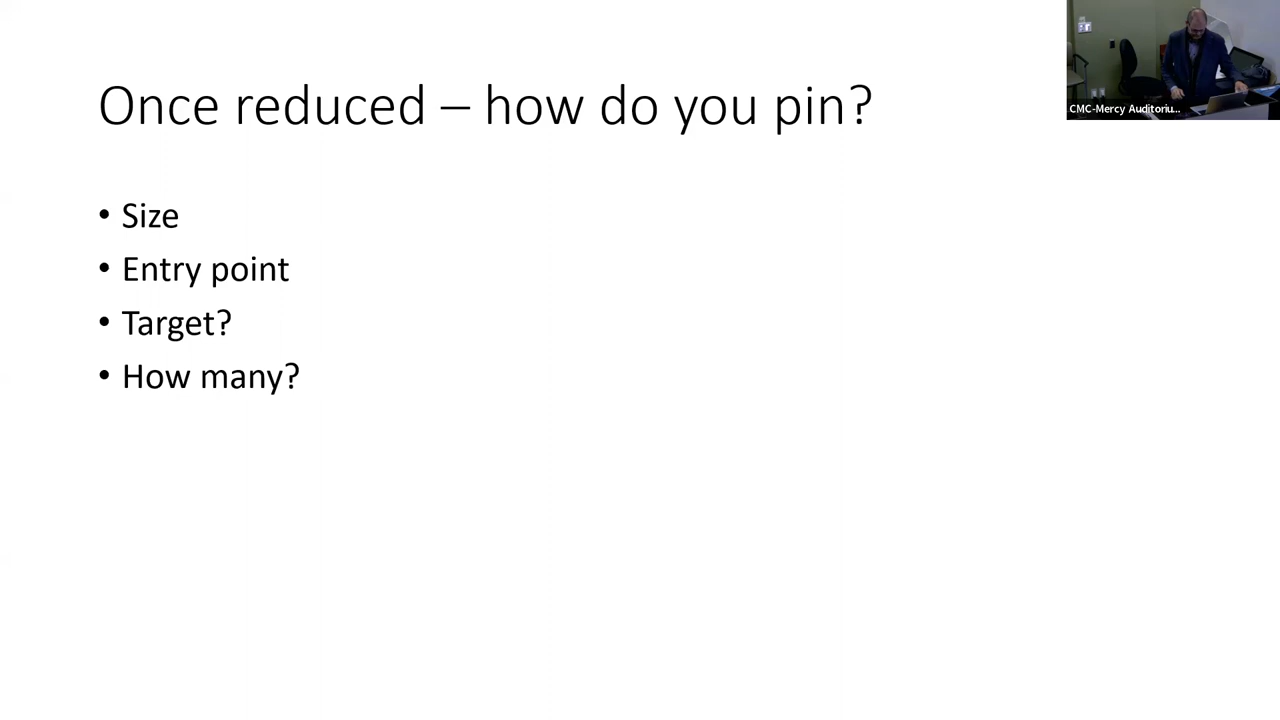 Once reduced – how do you pin?
• Size
• Entry point
• Target?
• How many?
CMC-Mercy Auditoriu...